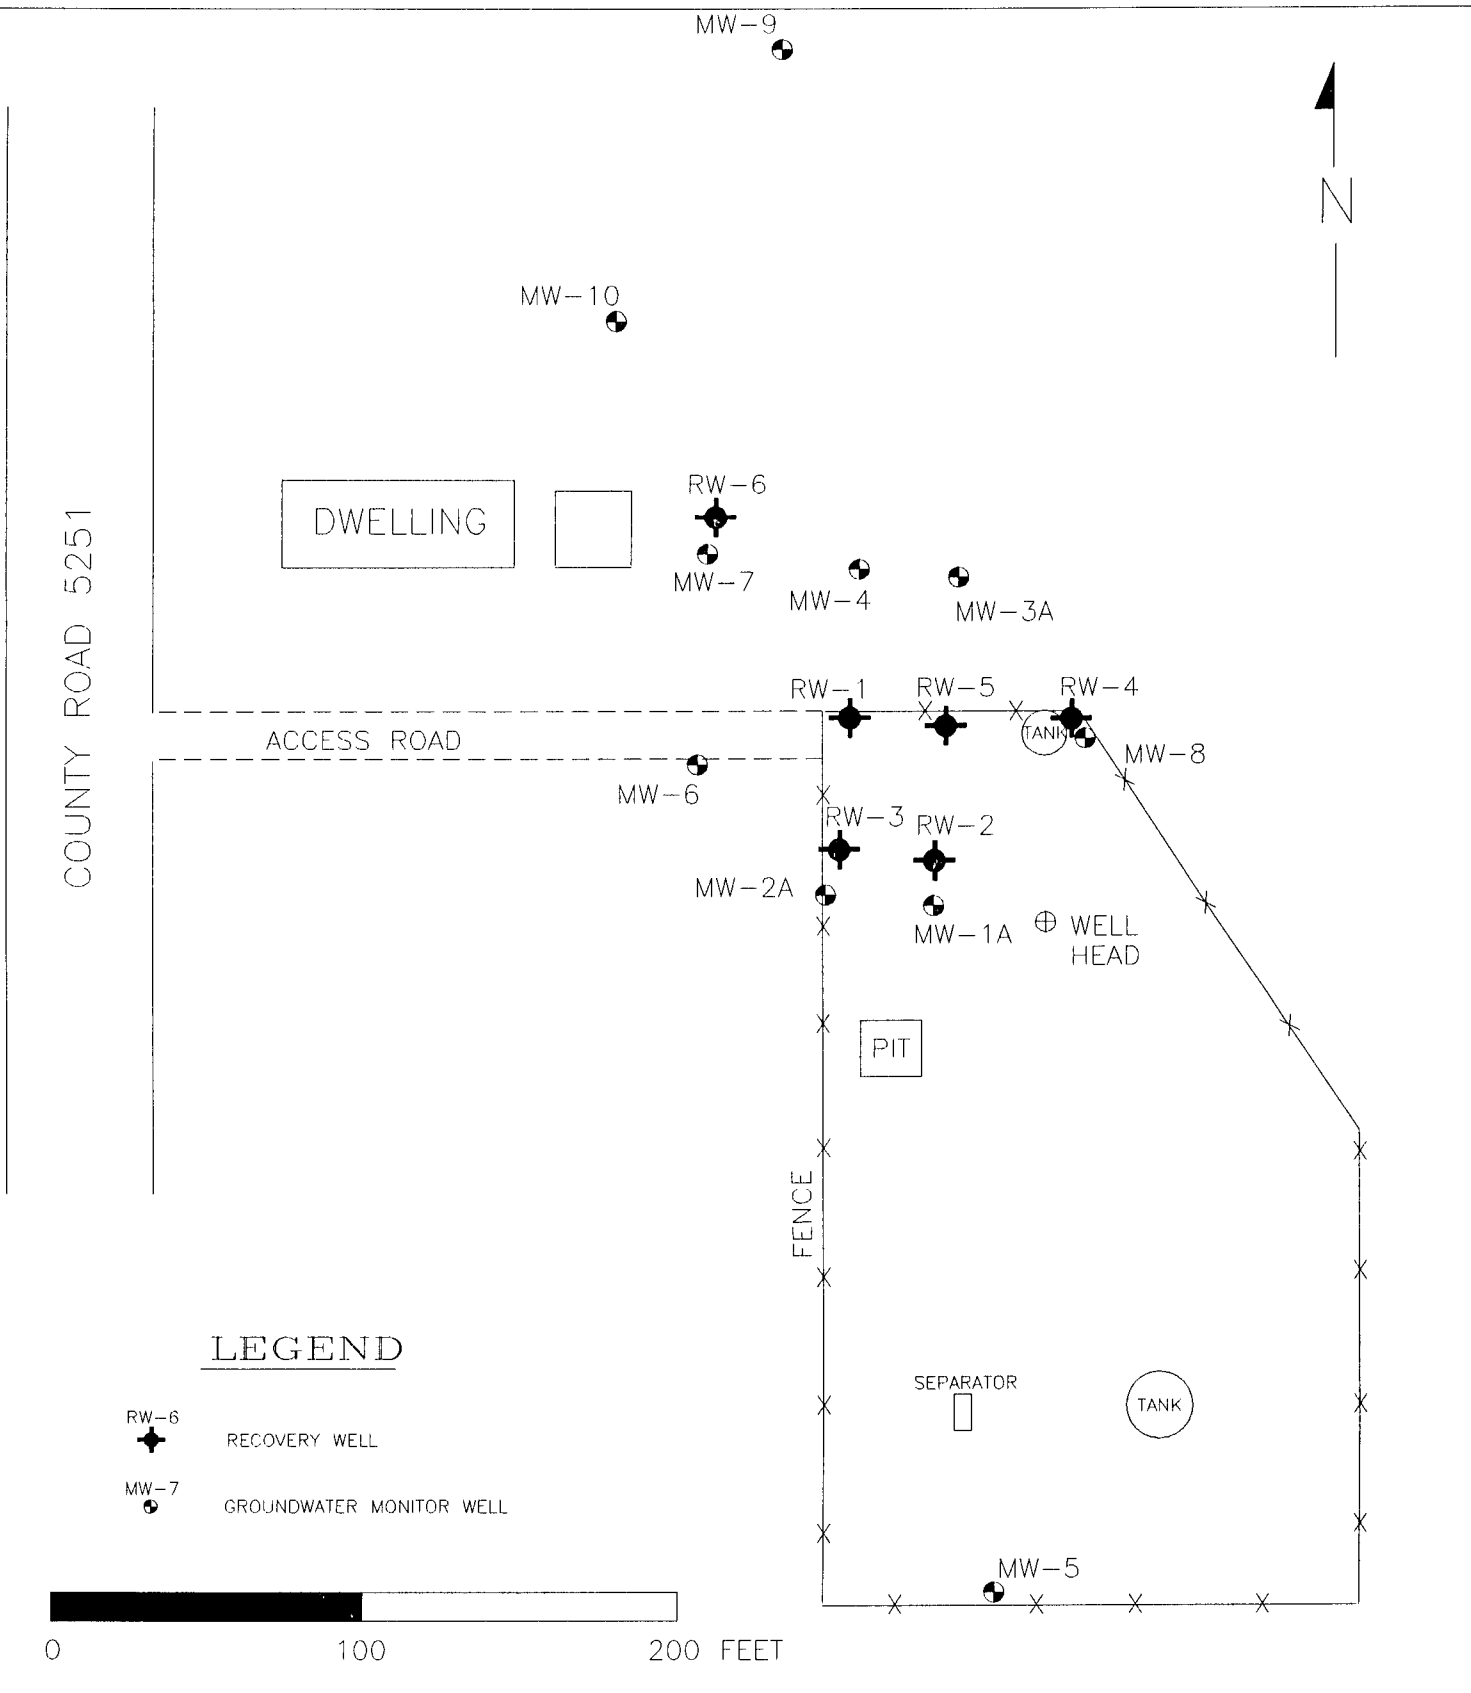 MW-9
N
MW-10
RW-6
DWELLING
MW-7
MW-4
MW-3A
COUNTY ROAD 5251
RW-1
RW-5
RW-4
TANK
ACCESS ROAD
MW-8
MW-6
RW-3
RW-2
MW-2A
MW-1A
WELL
HEAD
PIT
FENCE
LEGEND
SEPARATOR
TANK
RW-6
RECOVERY WELL
MW-7
GROUNDWATER MONITOR WELL
MW-5
0 100 200 FEET